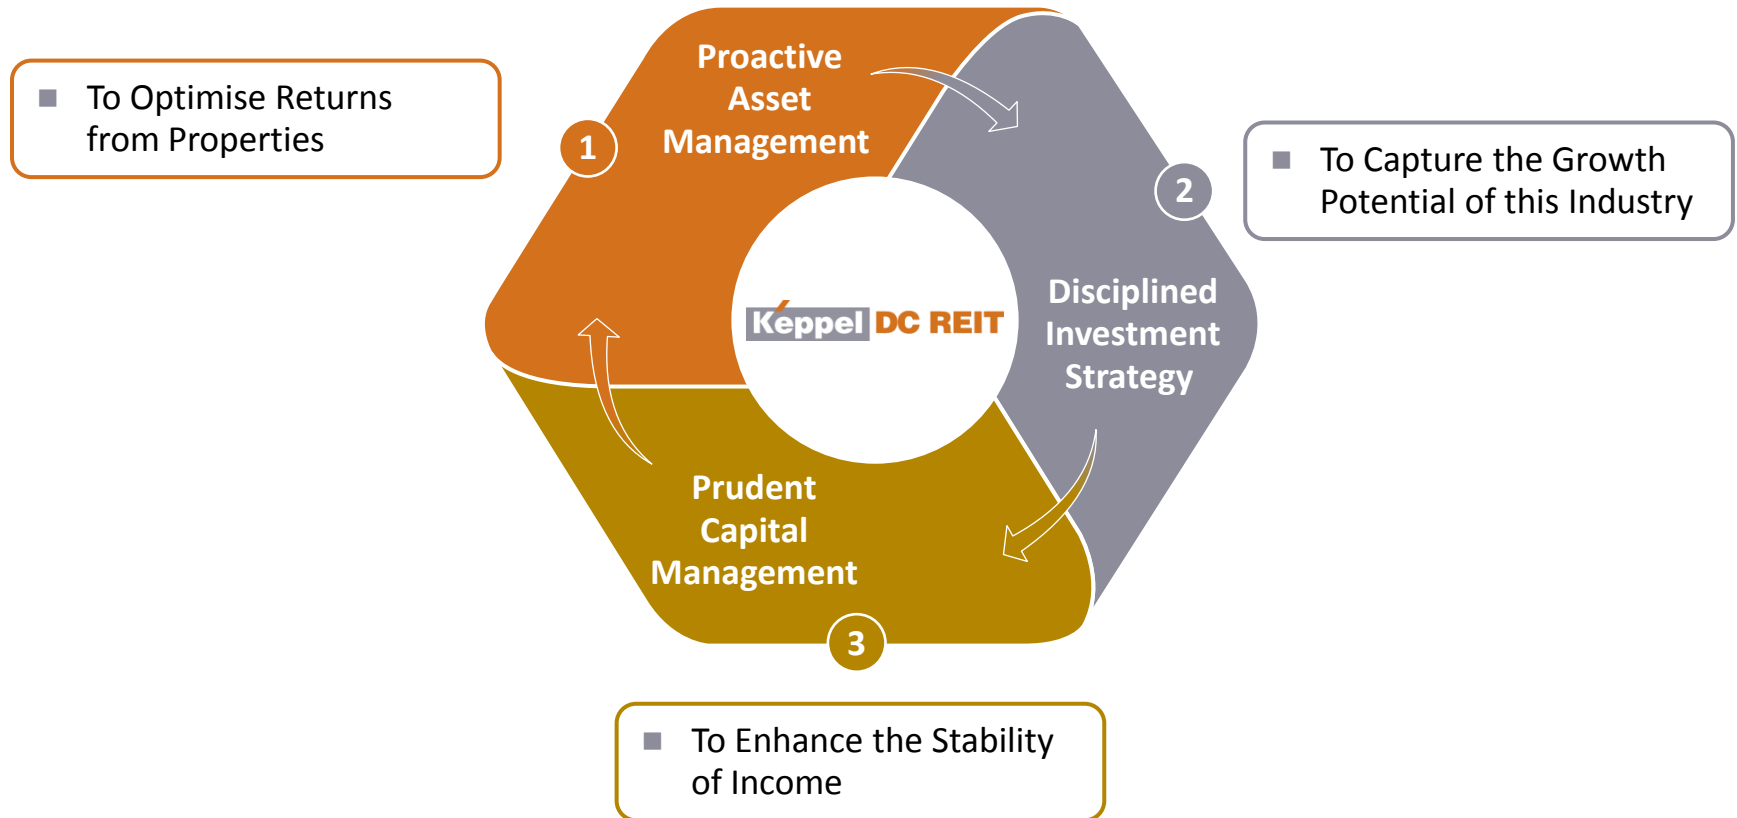 Proactive
Asset
Management
1
■ To Optimise Returns
from Properties
2
■ To Capture the Growth
Potential of this Industry
Disciplined
Investment
Strategy
Keppel DC REIT
Prudent
Capital
Management
3
■ To Enhance the Stability
of Income